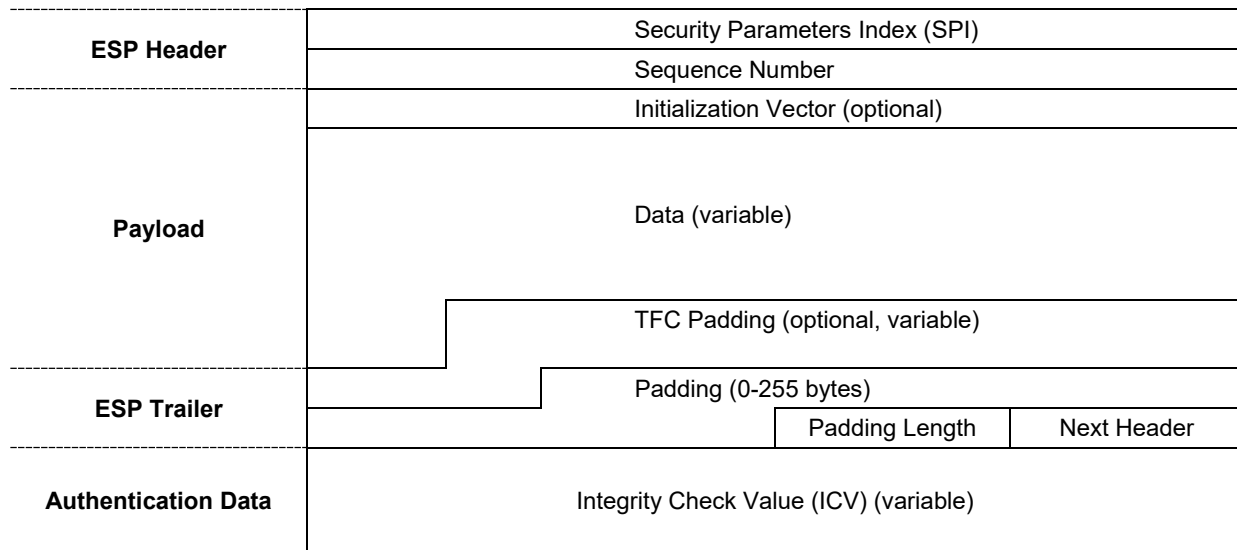 ESP Header
Security Parameters Index (SPI)
Sequence Number
Payload
Initialization Vector (optional)
Data (variable)
TFC Padding (optional, variable)
ESP Trailer
Padding (0-255 bytes)
Padding Length
Next Header
Authentication Data
Integrity Check Value (ICV) (variable)